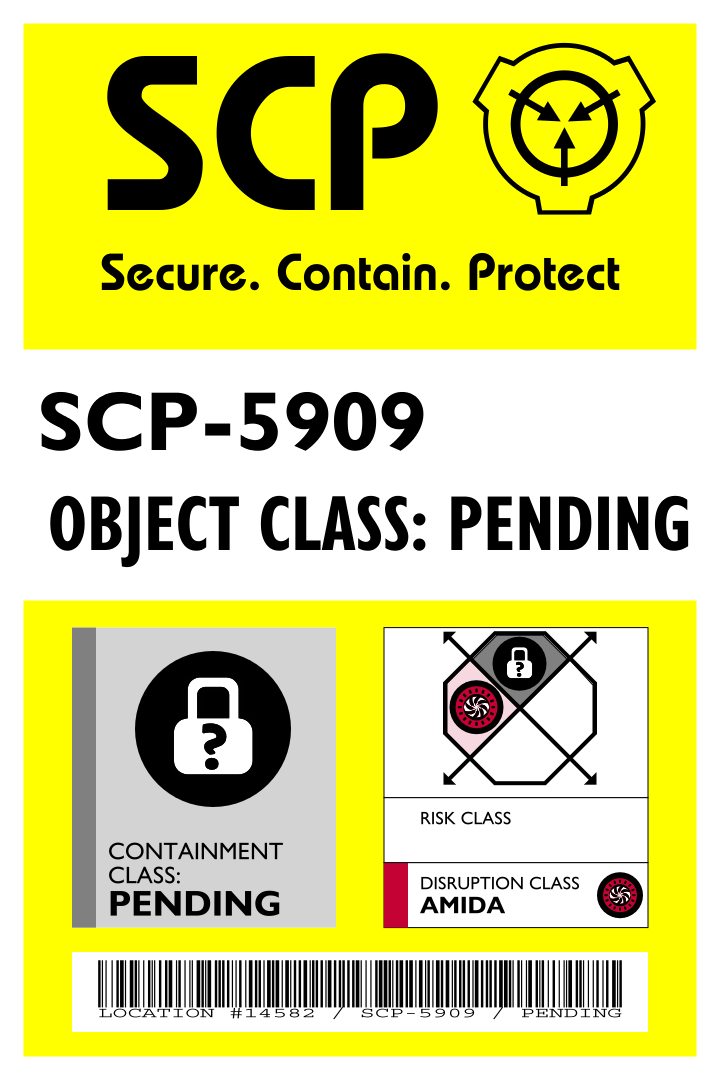 SCP
Secure. Contain. Protect
SCP-5909
OBJECT CLASS: PENDING
?
?
CONTAINMENT
CLASS:
PENDING
RISK CLASS
DISRUPTION CLASS
AMIDA
LOCATION #14582 / SCP-5909 / PENDING